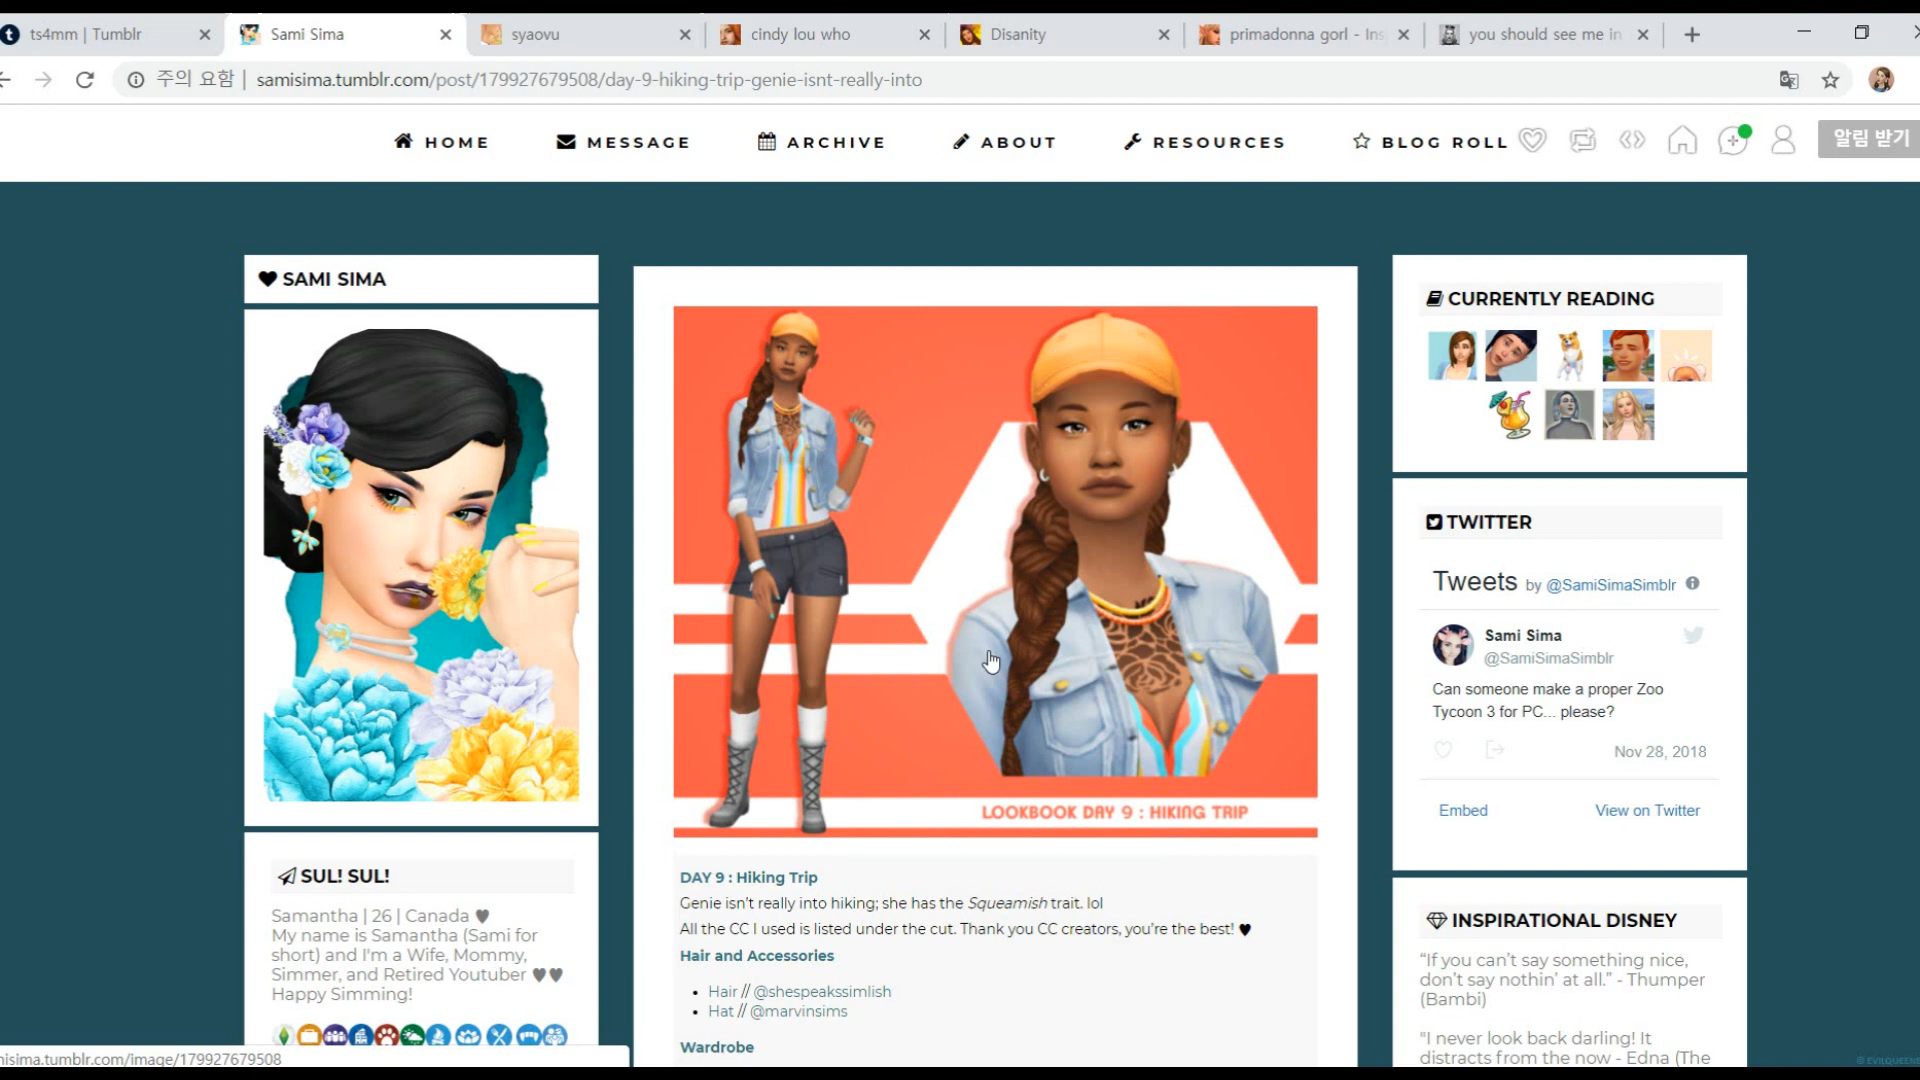 ts4mm | Tumblr
Sami Sima
syaovu
cindy lou who
Disanity
primadonna gorl - Ins
you should see me in
주의 요함 | samisima.tumblr.com/post/179927679508/day-9-hiking-trip-genie-isnt-really-into
HOME
MESSAGE
ARCHIVE
ABOUT
RESOURCES
BLOG ROLL
알림 받기
SAMI SIMA
LOOKBOOK DAY 9 : HIKING TRIP
DAY 9 : Hiking Trip
Genie isn't really into hiking; she has the Squeamish trait. lol
All the CC I used is listed under the cut. Thank you CC creators, you're the best! ♥
Hair and Accessories
• Hair // @shespeakssimlish
• Hat // @marvinsims
Wardrobe
SUL! SUL!
Samantha | 26 | Canada ♥
My name is Samantha (Sami for
short) and I'm a Wife, Mommy,
Simmer, and Retired Youtuber ♥♥
Happy Simming!
CURRENTLY READING
TWITTER
Tweets by @SamiSimaSimblr
Sami Sima
@SamiSimaSimblr
Can someone make a proper Zoo
Tycoon 3 for PC... please?
Nov 28, 2018
Embed
View on Twitter
INSPIRATIONAL DISNEY
“If you can't say something nice,
don't say nothin' at all.” - Thumper
(Bambi)
"I never look back darling! It
distracts from the now - Edna (The
nisima.tumblr.com/image/179927679508
© EVILQUEENE